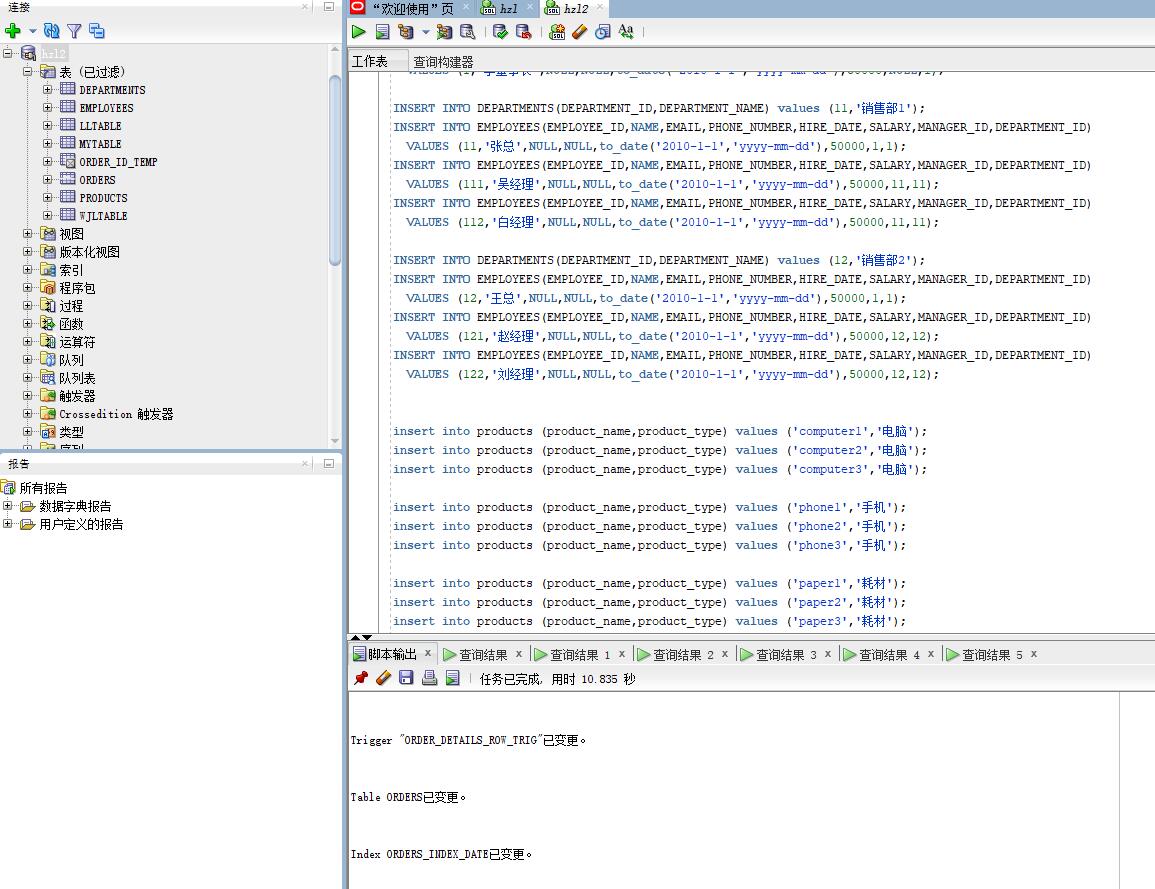 连接
"欢迎使用"页
hzl
hzl2
hzl2
表 (已过滤)
DEPARTMENTS
EMPLOYEES
LLTABLE
MYTABLE
ORDER_ID_TEMP
ORDERS
PRODUCTS
WJLTABLE
视图
版本化视图
索引
程序包
过程
函数
运算符
队列
队列表
触发器
Crossedition 触发器
类型
序列
报告
所有报告
数据字典报告
用户定义的报告
工作表
查询构建器
INSERT INTO DEPARTMENTS(DEPARTMENT_ID,DEPARTMENT_NAME) values (11,'销售部1');
INSERT INTO EMPLOYEES(EMPLOYEE_ID,NAME,EMAIL,PHONE_NUMBER,HIRE_DATE,SALARY,MANAGER_ID,DEPARTMENT_ID)
VALUES (11,'张总',NULL,NULL,to_date('2010-1-1','yyyy-mm-dd'),50000,1,1);
INSERT INTO EMPLOYEES(EMPLOYEE_ID,NAME,EMAIL,PHONE_NUMBER,HIRE_DATE,SALARY,MANAGER_ID,DEPARTMENT_ID)
VALUES (111,'吴经理',NULL,NULL,to_date('2010-1-1','yyyy-mm-dd'),50000,11,11);
INSERT INTO EMPLOYEES(EMPLOYEE_ID,NAME,EMAIL,PHONE_NUMBER,HIRE_DATE,SALARY,MANAGER_ID,DEPARTMENT_ID)
VALUES (112,'白经理',NULL,NULL,to_date('2010-1-1','yyyy-mm-dd'),50000,11,11);
INSERT INTO DEPARTMENTS(DEPARTMENT_ID,DEPARTMENT_NAME) values (12,'销售部2');
INSERT INTO EMPLOYEES(EMPLOYEE_ID,NAME,EMAIL,PHONE_NUMBER,HIRE_DATE,SALARY,MANAGER_ID,DEPARTMENT_ID)
VALUES (12,'王总',NULL,NULL,to_date('2010-1-1','yyyy-mm-dd'),50000,1,1);
INSERT INTO EMPLOYEES(EMPLOYEE_ID,NAME,EMAIL,PHONE_NUMBER,HIRE_DATE,SALARY,MANAGER_ID,DEPARTMENT_ID)
VALUES (121,'赵经理',NULL,NULL,to_date('2010-1-1','yyyy-mm-dd'),50000,12,12);
INSERT INTO EMPLOYEES(EMPLOYEE_ID,NAME,EMAIL,PHONE_NUMBER,HIRE_DATE,SALARY,MANAGER_ID,DEPARTMENT_ID)
VALUES (122,'刘经理',NULL,NULL,to_date('2010-1-1','yyyy-mm-dd'),50000,12,12);
insert into products (product_name,product_type) values ('computer1','电脑');
insert into products (product_name,product_type) values ('computer2','电脑');
insert into products (product_name,product_type) values ('computer3','电脑');
insert into products (product_name,product_type) values ('phone1','手机');
insert into products (product_name,product_type) values ('phone2','手机');
insert into products (product_name,product_type) values ('phone3','手机');
insert into products (product_name,product_type) values ('paper1','耗材');
insert into products (product_name,product_type) values ('paper2','耗材');
insert into products (product_name,product_type) values ('paper3','耗材');
脚本输出 查询结果 查询结果 1 查询结果 2 查询结果 3 查询结果 4 查询结果 5
任务已完成, 用时 10.835 秒
Trigger "ORDER_DETAILS_ROW_TRIG"已变更。
Table ORDERS已变更。
Index ORDERS_INDEX_DATE已变更。